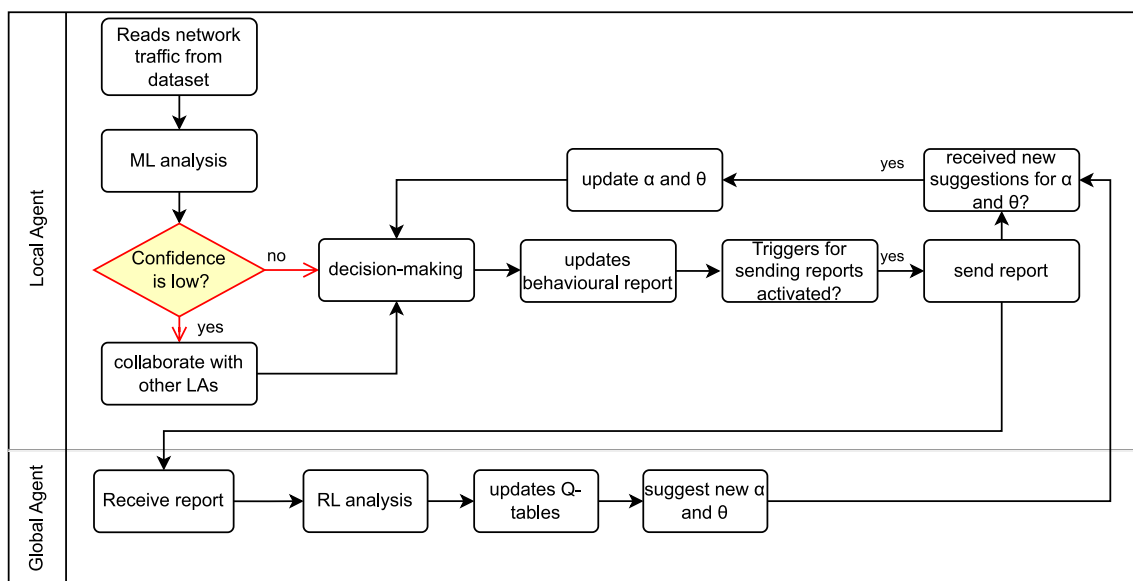 Local Agent
Reads network
traffic from
dataset
ML analysis
Confidence
is low?
no
yes
collaborate with
other LAs
decision-making
update α and θ
updates
behavioural report
Triggers for
sending reports
activated?
yes
send report
received new
suggestions for α
and θ?
yes
Global Agent
Receive report
RL analysis
updates Q-
tables
suggest new α
and θ